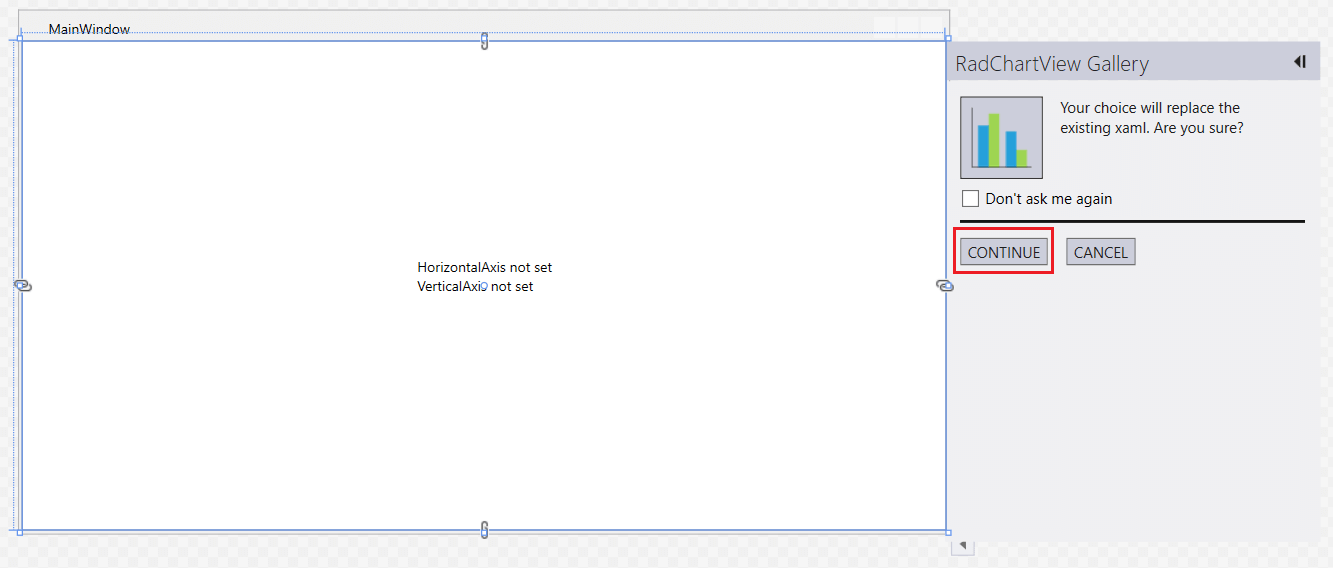 MainWindow
RadChartView Gallery
Your choice will replace the
existing xaml. Are you sure?
Don't ask me again
CONTINUE
CANCEL
HorizontalAxis not set
VerticalAxis not set